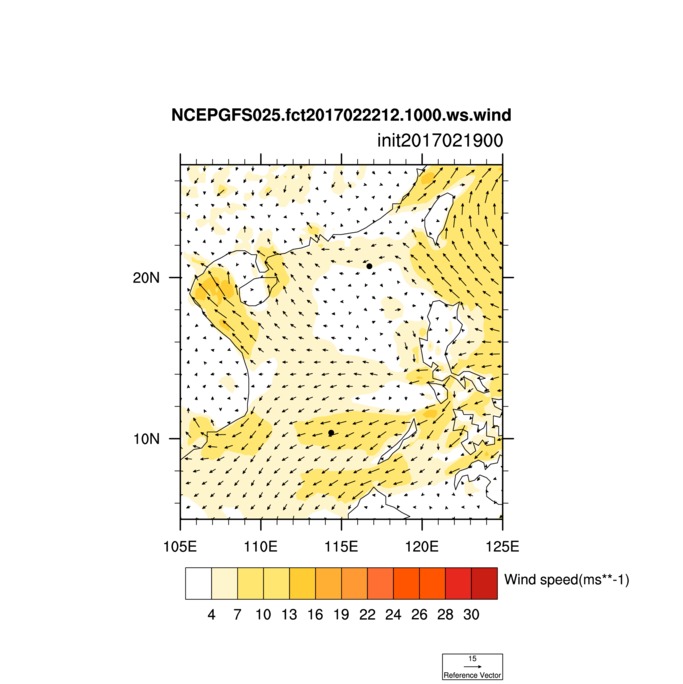 NCEPGFS025.fct2017022212.1000.ws.wind
init2017021900
20N
10N
105E 110E 115E 120E 125E
Wind speed(ms**-1)
4 7 10 13 16 19 22 24 26 28 30
15
Reference Vector